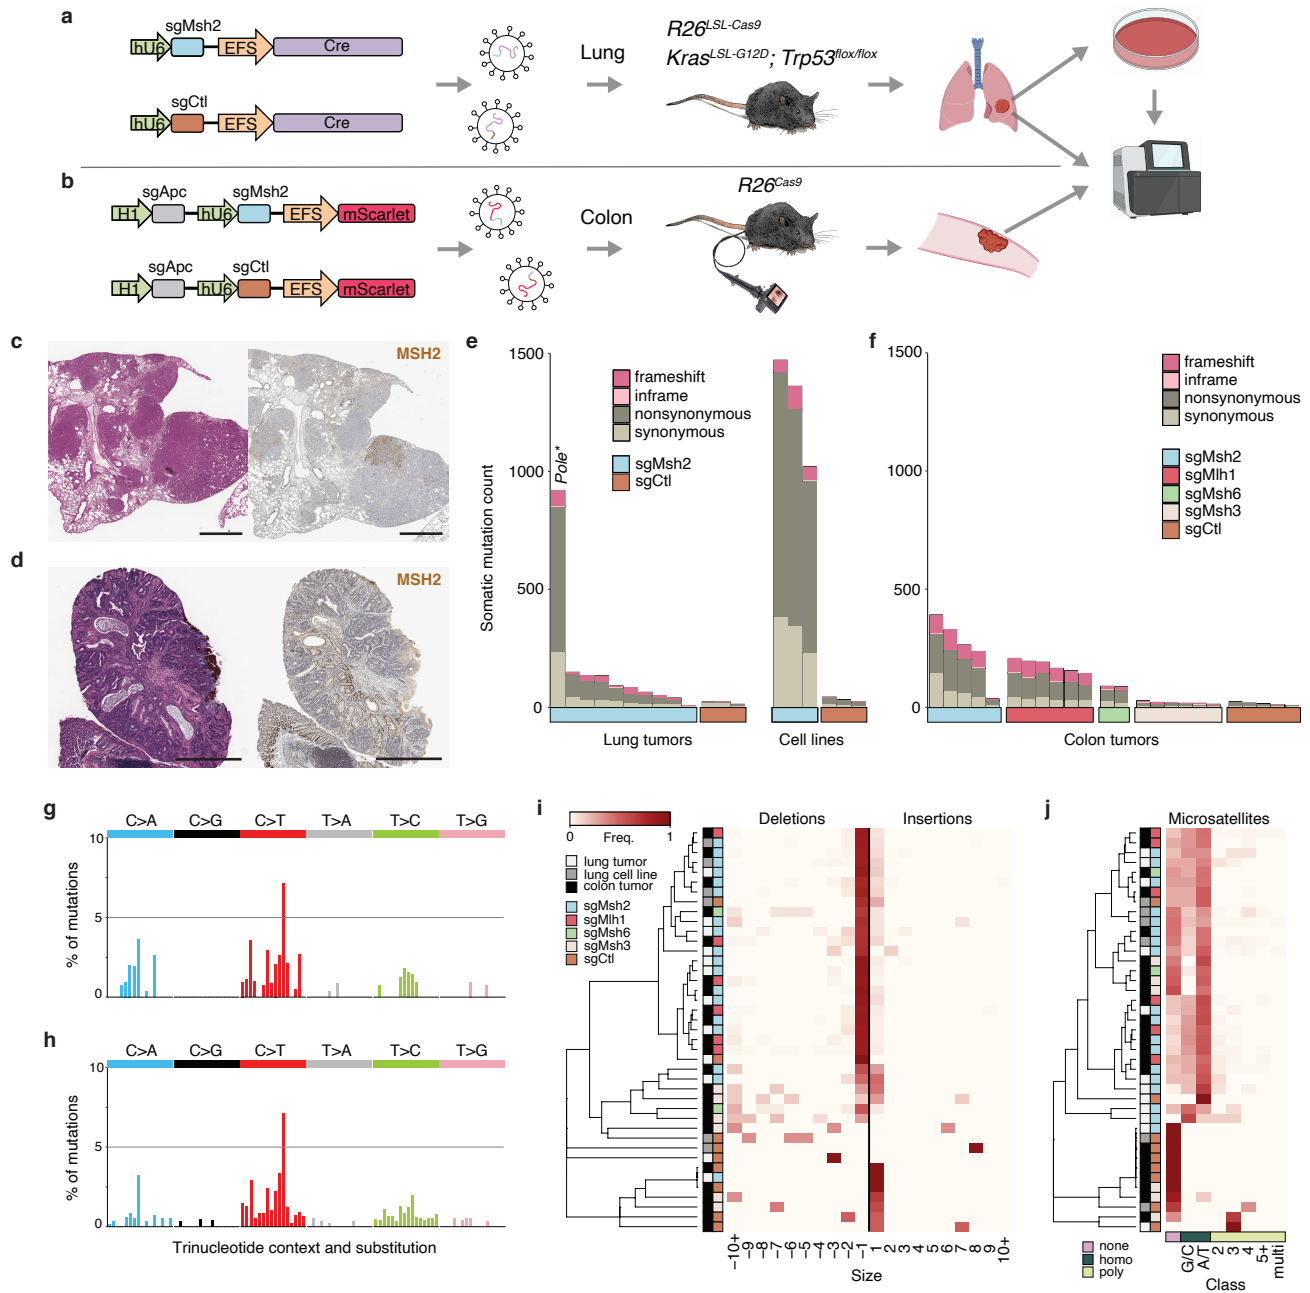 a
sgMsh2
hU6
EFS
Cre
sgCtl
hU6
EFS
Cre
Lung
R26LSL-Cas9
KrasLSL-G12D; Trp53flox/flox
b
sgApc
sgMsh2
H1
hU6
EFS
mScarlet
sgApc
sgCtl
H1
hU6
EFS
mScarlet
Colon
R26Cas9
c
MSH2
d
MSH2
e
1500
1000
500
0
Somatic mutation count
Pole*
frameshift
inframe
nonsynonymous
synonymous
sgMsh2
sgCtl
Lung tumors
Cell lines
f
1500
1000
500
0
frameshift
inframe
nonsynonymous
synonymous
sgMsh2
sgMlh1
sgMsh6
sgMsh3
sgCtl
Colon tumors
g
C>A
C>G
C>T
T>A
T>C
T>G
10
5
0
% of mutations
h
C>A
C>G
C>T
T>A
T>C
T>G
10
5
0
% of mutations
Trinucleotide context and substitution
i
0
Freq.
1
lung tumor
lung cell line
colon tumor
sgMsh2
sgMlh1
sgMsh6
sgMsh3
sgCtl
Deletions
Insertions
−10+
−9
−8
−7
−6
−5
−4
−3
−2
−1
1
2
3
4
5
6
7
8
9
10+
Size
j
Microsatellites
none
homo
poly
G/C
A/T
2
3
4
5+
multi
Class